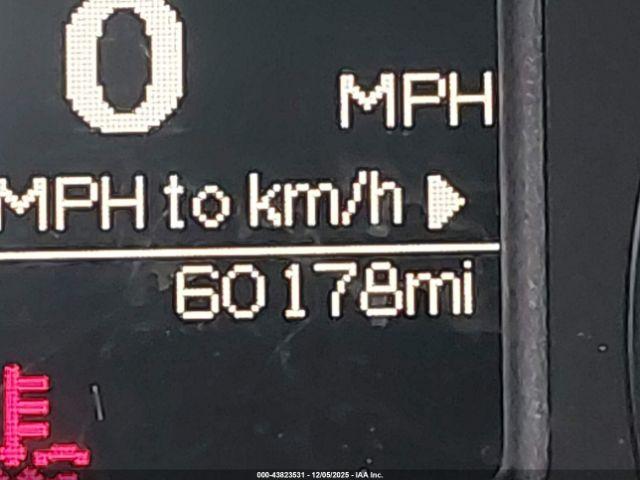 0
MPH
MPH to km/h
60178mi
000-43823531 - 12/05/2025 - IAA Inc.